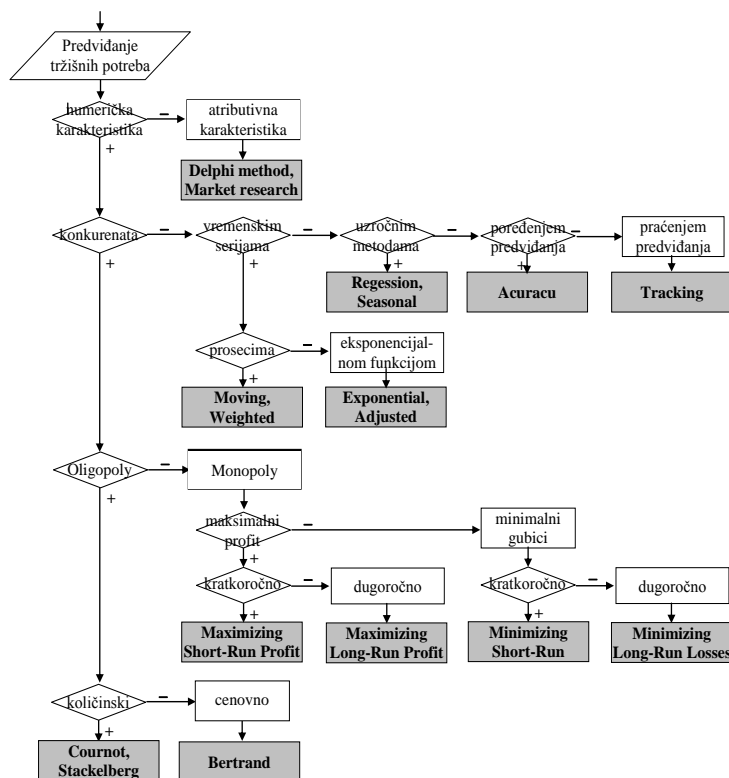 Predviđanje
tržišnih potreba
numerička
karakteristika
–
atributivna
karakteristika
+
Delphi method,
Market research
konkurenata
–
vremenskim
serijama
–
uzročnim
metodama
–
poređenjem
predviđanja
–
praćenjem
predviđanja
+
+
+
+
Regression,
Seasonal
Acuracu
Tracking
prosecima
–
eksponencijal-
nom funkcijom
+
Moving,
Weighted
Exponential,
Adjusted
Oligopoly
–
Monopoly
+
maksimalni
profit
–
minimalni
gubici
+
kratkoročno
–
dugoročno
kratkoročno
–
dugoročno
+
+
Maximizing
Short-Run Profit
Maximizing
Long-Run Profit
Minimizing
Short-Run
Minimizing
Long-Run Losses
količinski
–
cenovno
+
Cournot,
Stackelberg
Bertrand